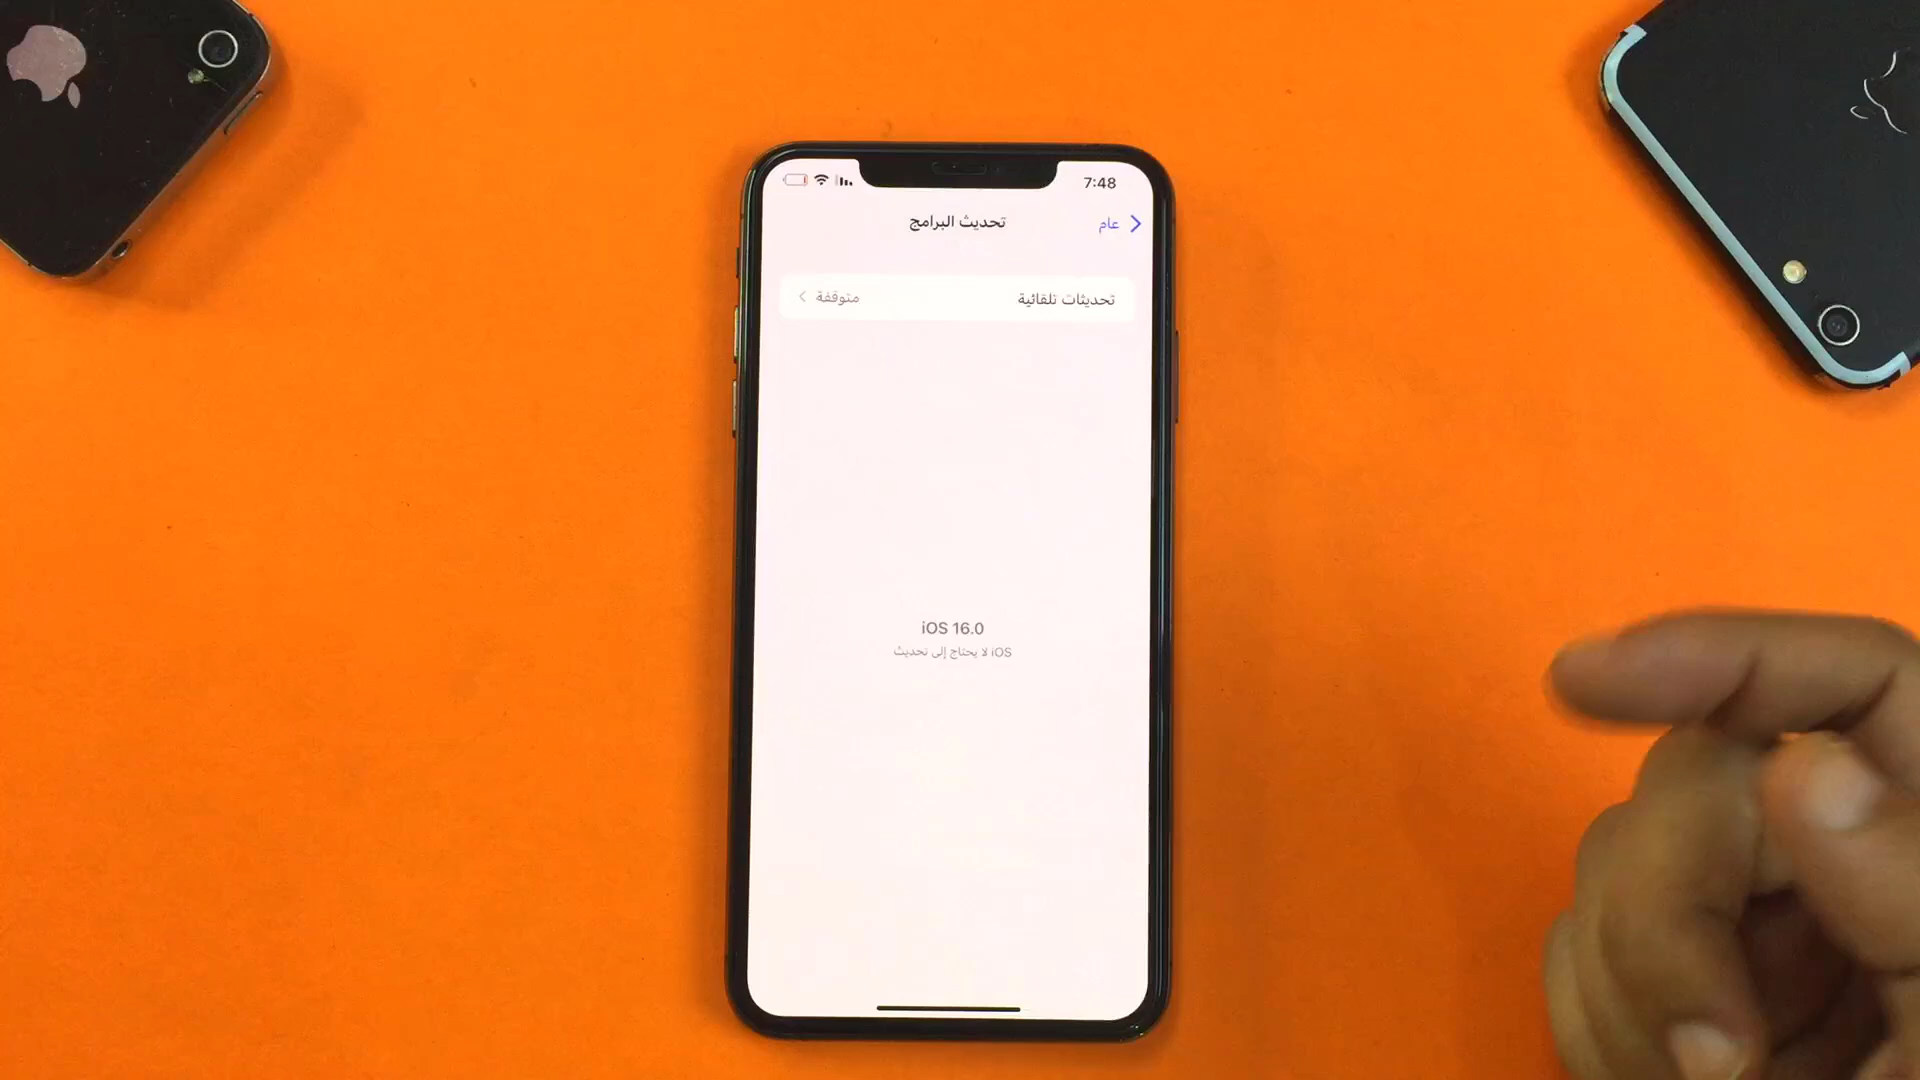 7:48
عام
تحديث البرامج
تحديثات تلقائية متوقفة
iOS 16.0
iOS لا يحتاج إلى تحديث